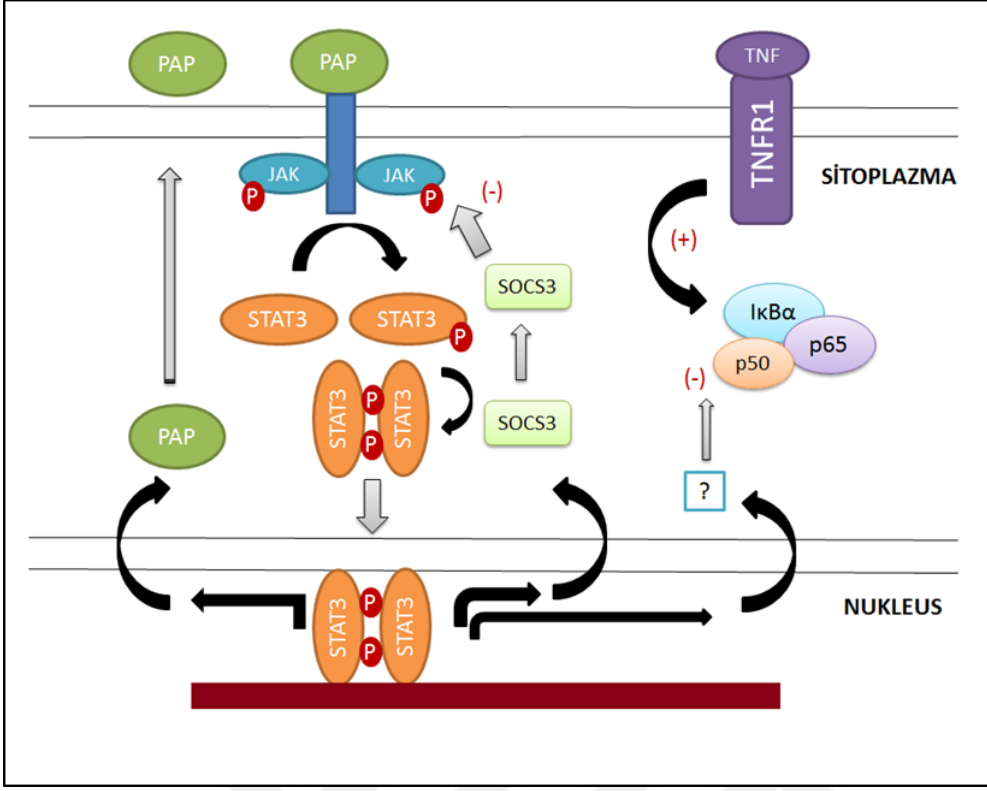 PAP
PAP
TNF
TNFR1
JAK
JAK
P
P
(-)
SİTOPLAZMA
(+)
SOCS3
STAT3
STAT3
P
IκBα
p65
p50
(-)
STAT3
P
P
STAT3
SOCS3
PAP
?
STAT3
P
P
STAT3
NUKLEUS